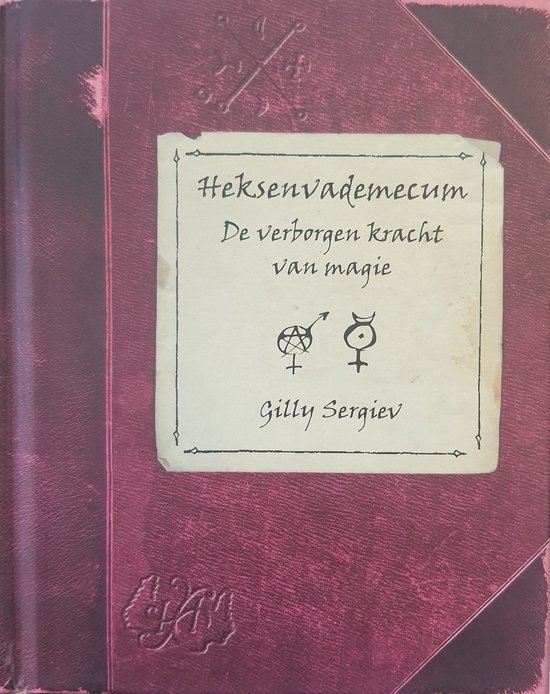 Heksenvademecum
De verborgen kracht
van magie
Gilly Sergiev